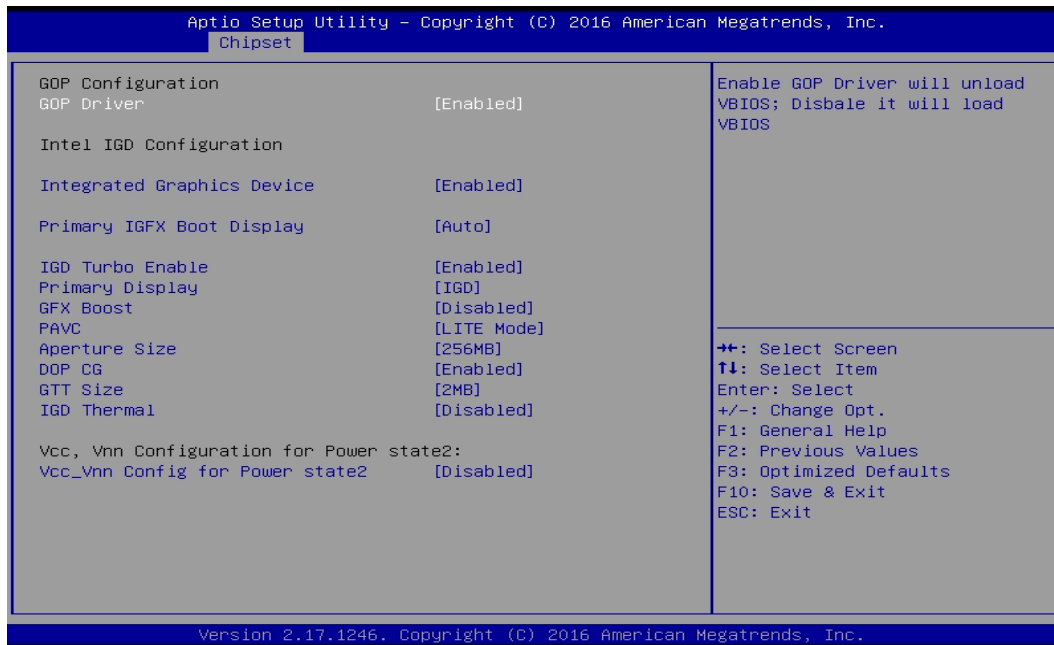 Aptio Setup Utility – Copyright (C) 2016 American Megatrends, Inc.
Chipset
GOP Configuration
GOP Driver [Enabled]
Intel IGD Configuration
Integrated Graphics Device [Enabled]
Primary IGFX Boot Display [Auto]
IGD Turbo Enable [Enabled]
Primary Display [IGD]
GFX Boost [Disabled]
PAVC [LITE Mode]
Aperture Size [256MB]
DOP CG [Enabled]
GTT Size [2MB]
IGD Thermal [Disabled]
Vcc, Vnn Configuration for Power state2:
Vcc_Vnn Config for Power state2 [Disabled]
Enable GOP Driver will unload
VBIOS; Disbale it will load
VBIOS
→←: Select Screen
↑↓: Select Item
Enter: Select
+/-: Change Opt.
F1: General Help
F2: Previous Values
F3: Optimized Defaults
F10: Save & Exit
ESC: Exit
Version 2.17.1246. Copyright (C) 2016 American Megatrends, Inc.